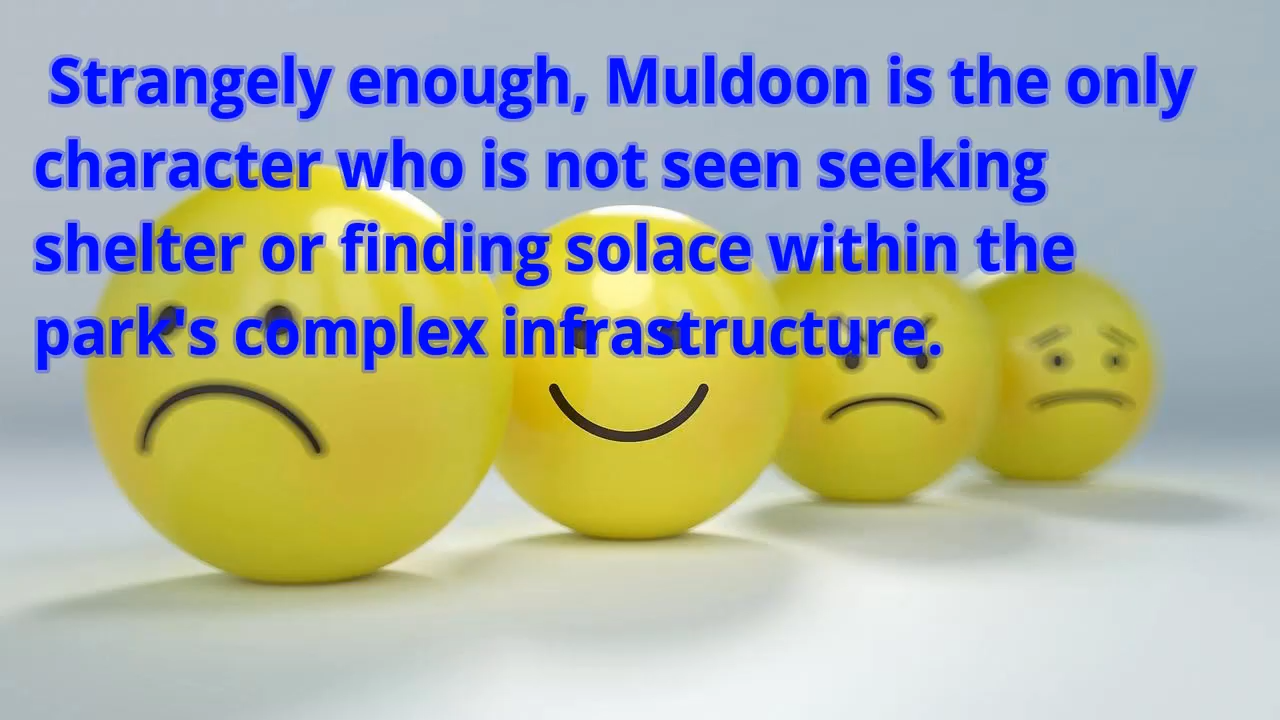 Strangely enough, Muldoon is the only
character who is not seen seeking
shelter or finding solace within the
park's complex infrastructure.